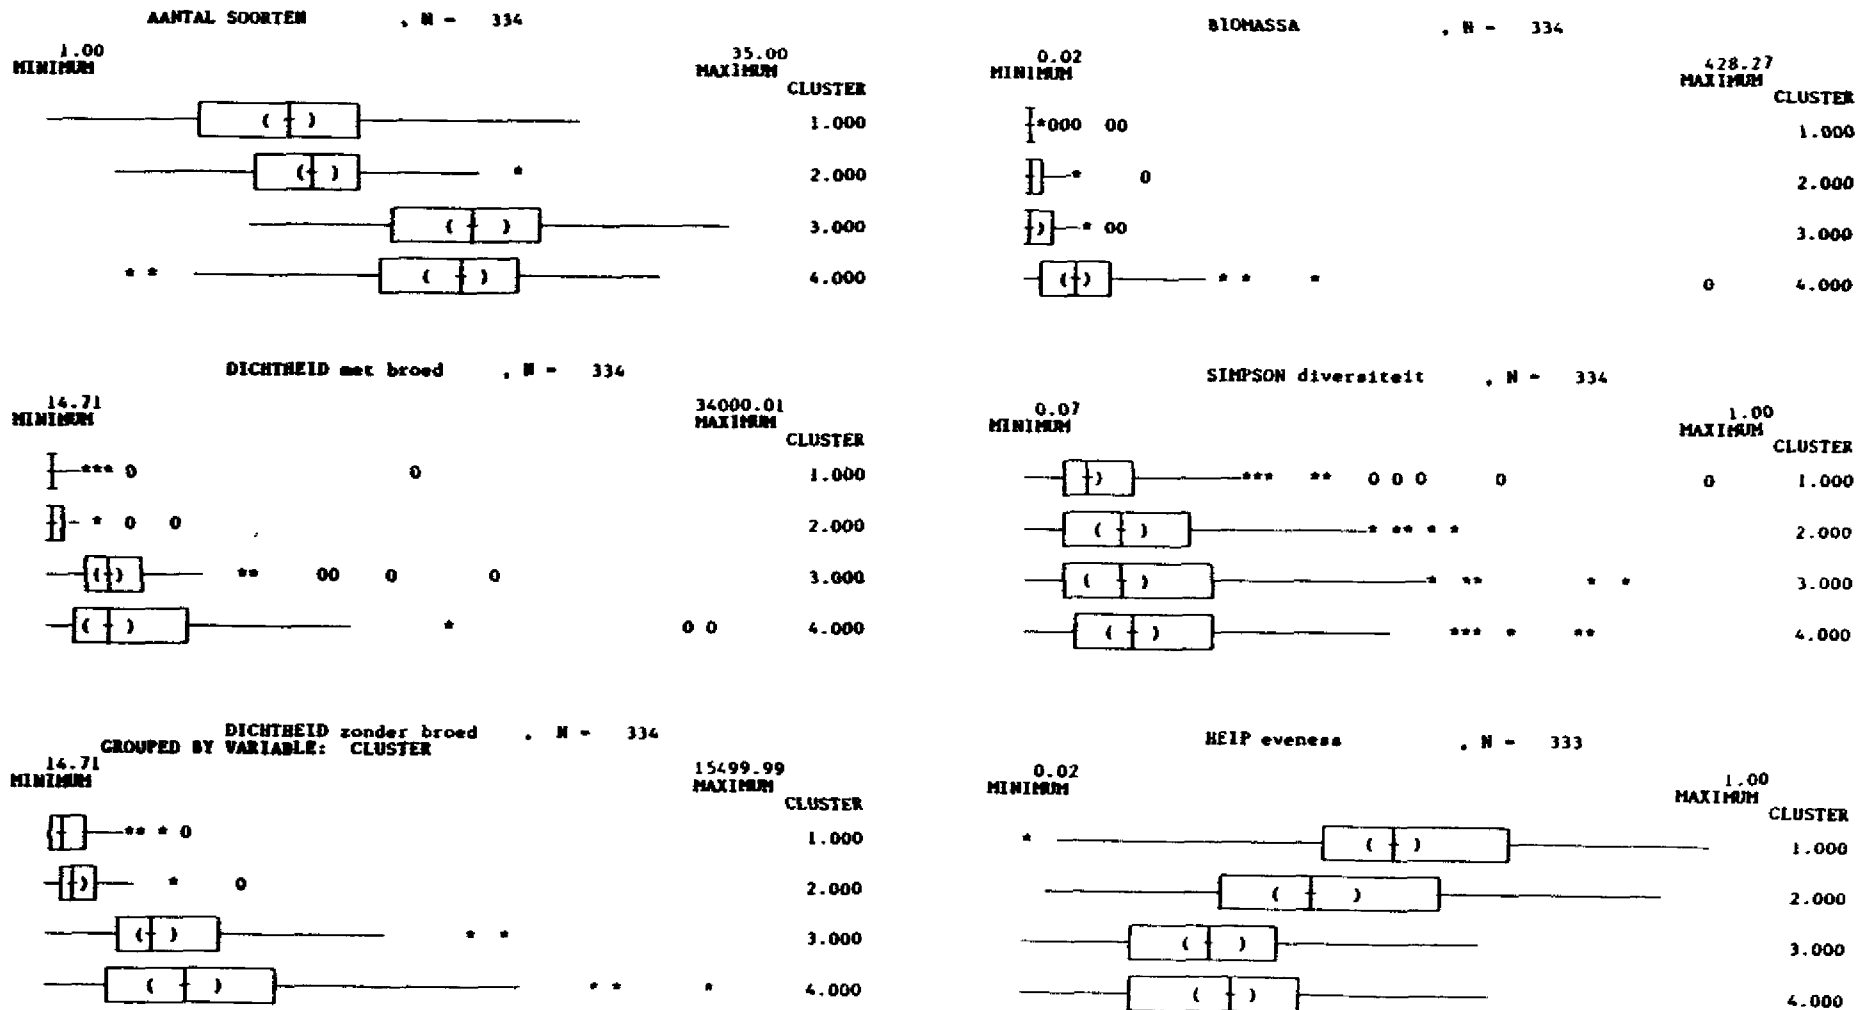 AANTAL SOORTEN , N = 334
1.00 35.00
MINIMUM MAXIMUM
CLUSTER
1.000
2.000
3.000
4.000
DICHTHEID met broed , N = 334
14.71 34000.01
MINIMUM MAXIMUM
CLUSTER
1.000
2.000
3.000
4.000
DICHTHEID zonder broed , N = 334
GROUPED BY VARIABLE: CLUSTER
14.71 15499.99
MINIMUM MAXIMUM
CLUSTER
1.000
2.000
3.000
4.000
BIOMASSA , N = 334
0.02 428.27
MINIMUM MAXIMUM
CLUSTER
1.000
2.000
3.000
4.000
SIMPSON diversiteit , N = 334
0.07 1.00
MINIMUM MAXIMUM
CLUSTER
1.000
2.000
3.000
4.000
HEIP eveness , N = 333
0.02 1.00
MINIMUM MAXIMUM
CLUSTER
1.000
2.000
3.000
4.000